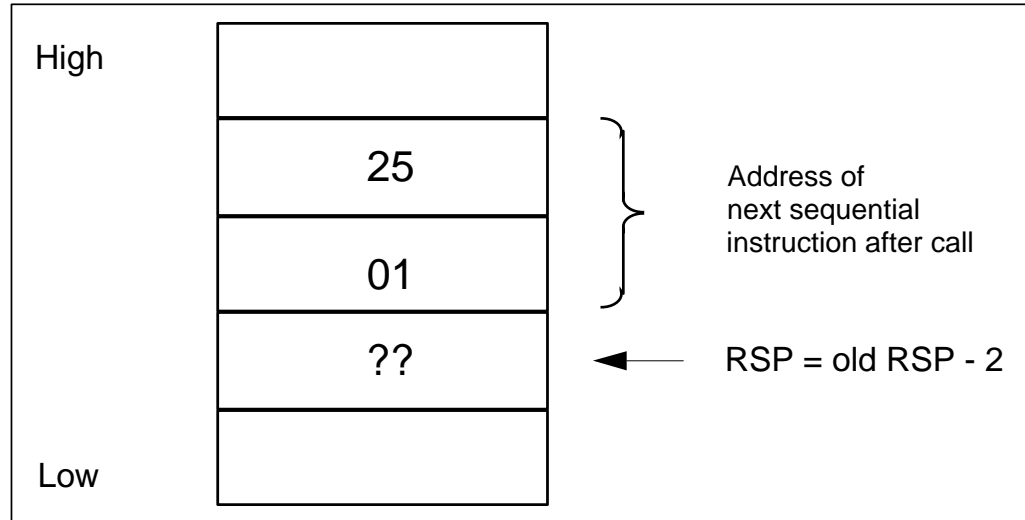 High
25
Address of
next sequential
instruction after call
01
??
RSP = old RSP - 2
Low